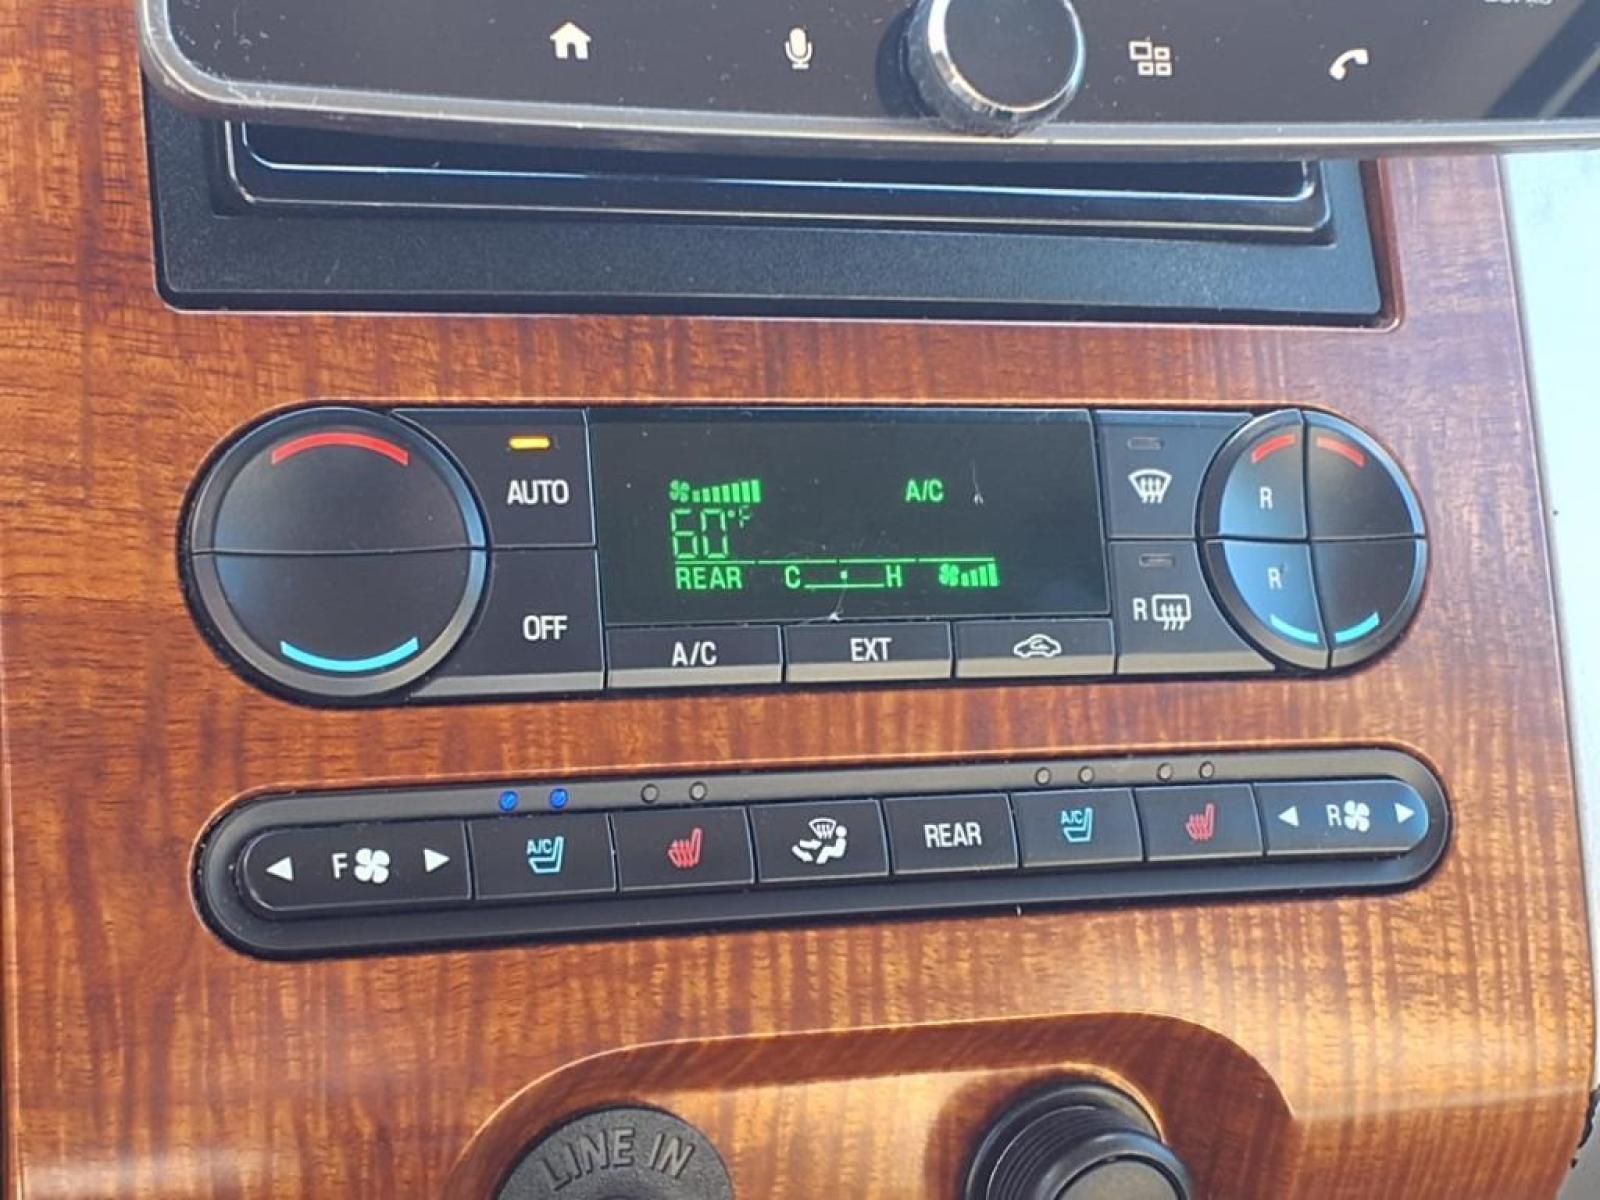 AUTO
A/C
60°F
REAR C H
R
R
OFF
R
A/C
EXT
F
A/C
REAR
A/C
R
LINE IN